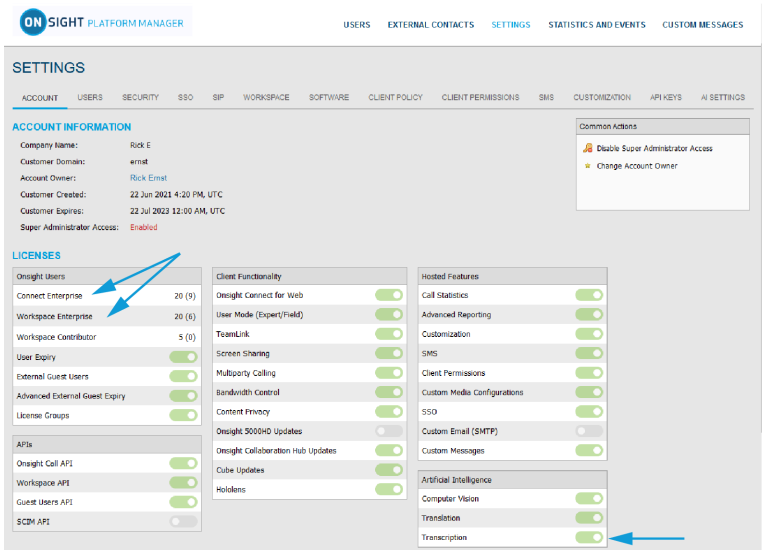 ONSIGHT PLATFORM MANAGER
USERS EXTERNAL CONTACTS SETTINGS STATISTICS AND EVENTS CUSTOM MESSAGES
SETTINGS
ACCOUNT USERS SECURITY SSO SIP WORKSPACE SOFTWARE CLIENT POLICY CLIENT PERMISSIONS SMS CUSTOMIZATION API KEYS AI SETTINGS
ACCOUNT INFORMATION
Company Name: Rick E
Customer Domain: ernst
Account Owner: Rick Ernst
Customer Created: 22 Jun 2021 4:20 PM, UTC
Customer Expires: 22 Jul 2023 12:00 AM, UTC
Super Administrator Access: Enabled
Common Actions
Disable Super Administrator Access
Change Account Owner
LICENSES
Onsight Users
Connect Enterprise 20 (9)
Workspace Enterprise 20 (6)
Workspace Contributor 5 (0)
User Expiry
External Guest Users
Advanced External Guest Expiry
License Groups
APIs
Onsight Call API
Workspace API
Guest Users API
SCIM API
Client Functionality
Onsight Connect for Web
User Mode (Expert/Field)
TeamLink
Screen Sharing
Multiparty Calling
Bandwidth Control
Content Privacy
Onsight 5000HD Updates
Onsight Collaboration Hub Updates
Cube Updates
Hololens
Hosted Features
Call Statistics
Advanced Reporting
Customization
SMS
Client Permissions
Custom Media Configurations
SSO
Custom Email (SMTP)
Custom Messages
Artificial Intelligence
Computer Vision
Translation
Transcription